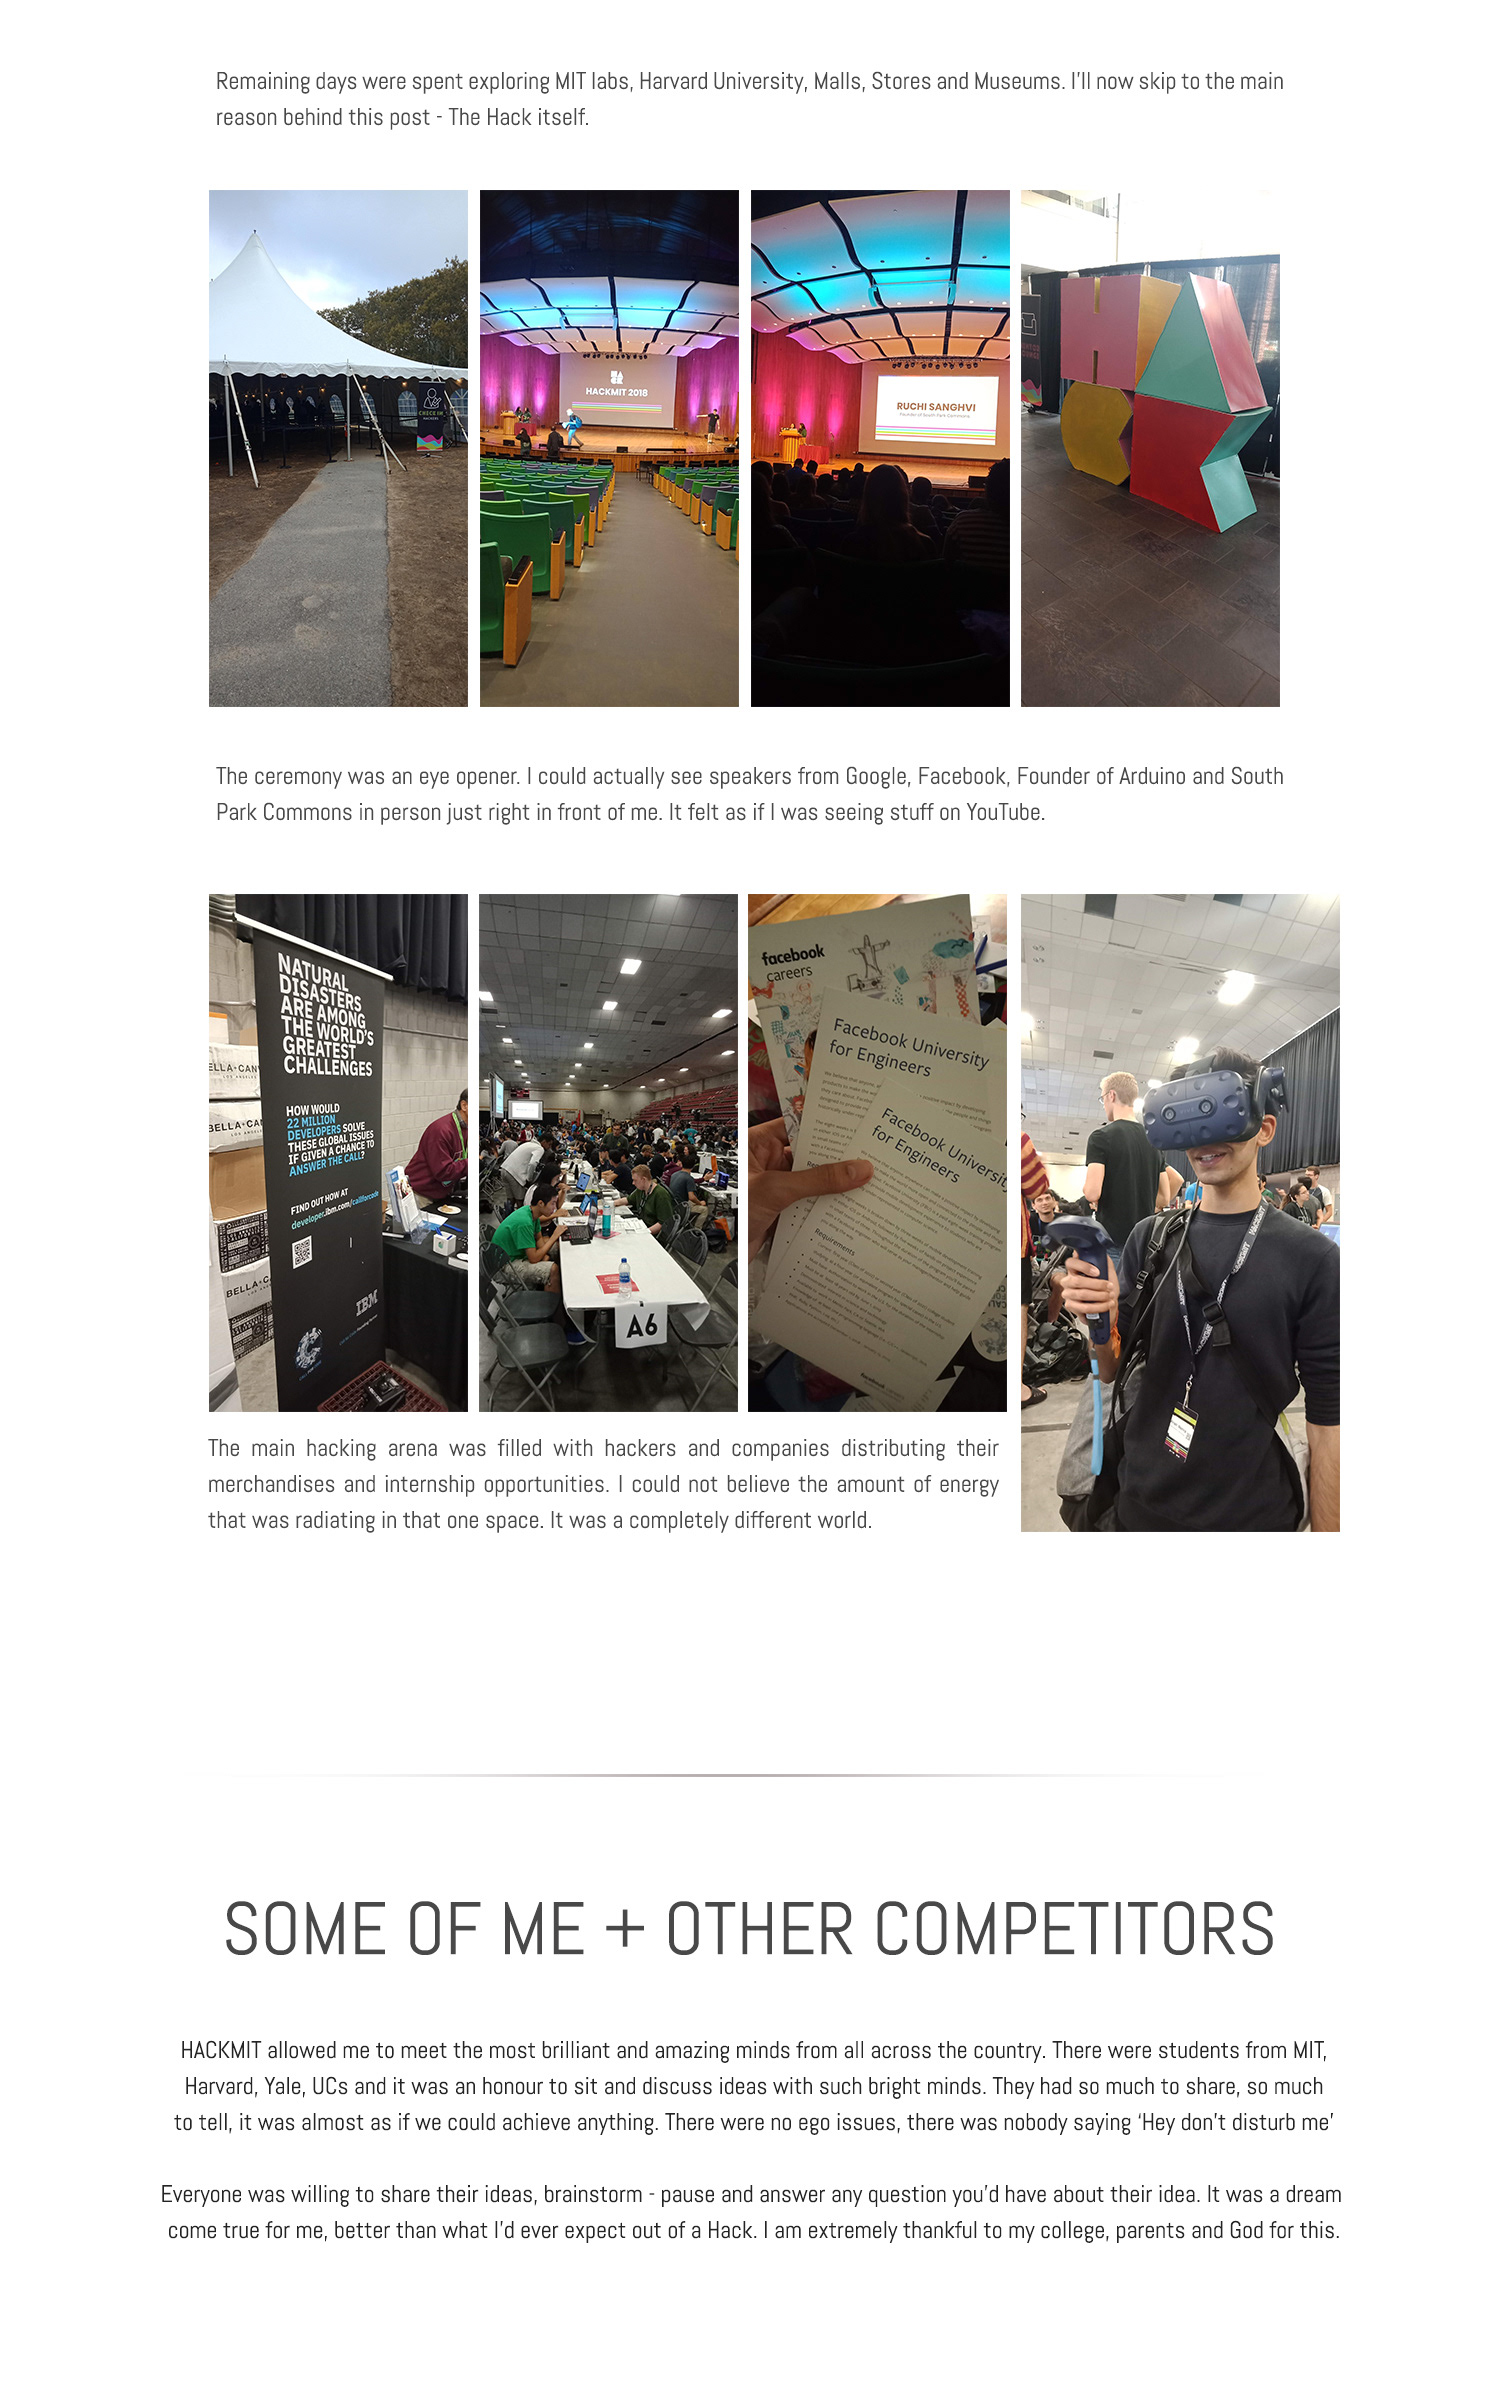 Remaining days were spent exploring MIT labs, Harvard University, Malls, Stores and Museums. I'll now skip to the main
reason behind this post - The Hack itself.
CHECK IN
HACKERS
HACKMIT 2018
RUCHI SANGHVI
Founder of South Park Commons
The ceremony was an eye opener. I could actually see speakers from Google, Facebook, Founder of Arduino and South
Park Commons in person just right in front of me. It felt as if I was seeing stuff on YouTube.
NATURAL
DISASTERS
ARE AMONG
THE WORLD'S
GREATEST
CHALLENGES
HOW WOULD
22 MILLION
DEVELOPERS SOLVE
THESE GLOBAL ISSUES
IF GIVEN A CHANCE TO
ANSWER THE CALL?
FIND OUT HOW AT
developer.ibm.com/callforcode
IBM
BELLA+CA
BELLA+C
A6
facebook
careers
Facebook University
for Engineers
Facebook University
for Engineers
Requirements
HACKMIT
The main hacking arena was filled with hackers and companies distributing their
merchandises and internship opportunities. I could not believe the amount of energy
that was radiating in that one space. It was a completely different world.
SOME OF ME + OTHER COMPETITORS
HACKMIT allowed me to meet the most brilliant and amazing minds from all across the country. There were students from MIT,
Harvard, Yale, UCs and it was an honour to sit and discuss ideas with such bright minds. They had so much to share, so much
to tell, it was almost as if we could achieve anything. There were no ego issues, there was nobody saying ‘Hey don't disturb me’
Everyone was willing to share their ideas, brainstorm - pause and answer any question you'd have about their idea. It was a dream
come true for me, better than what I'd ever expect out of a Hack. I am extremely thankful to my college, parents and God for this.